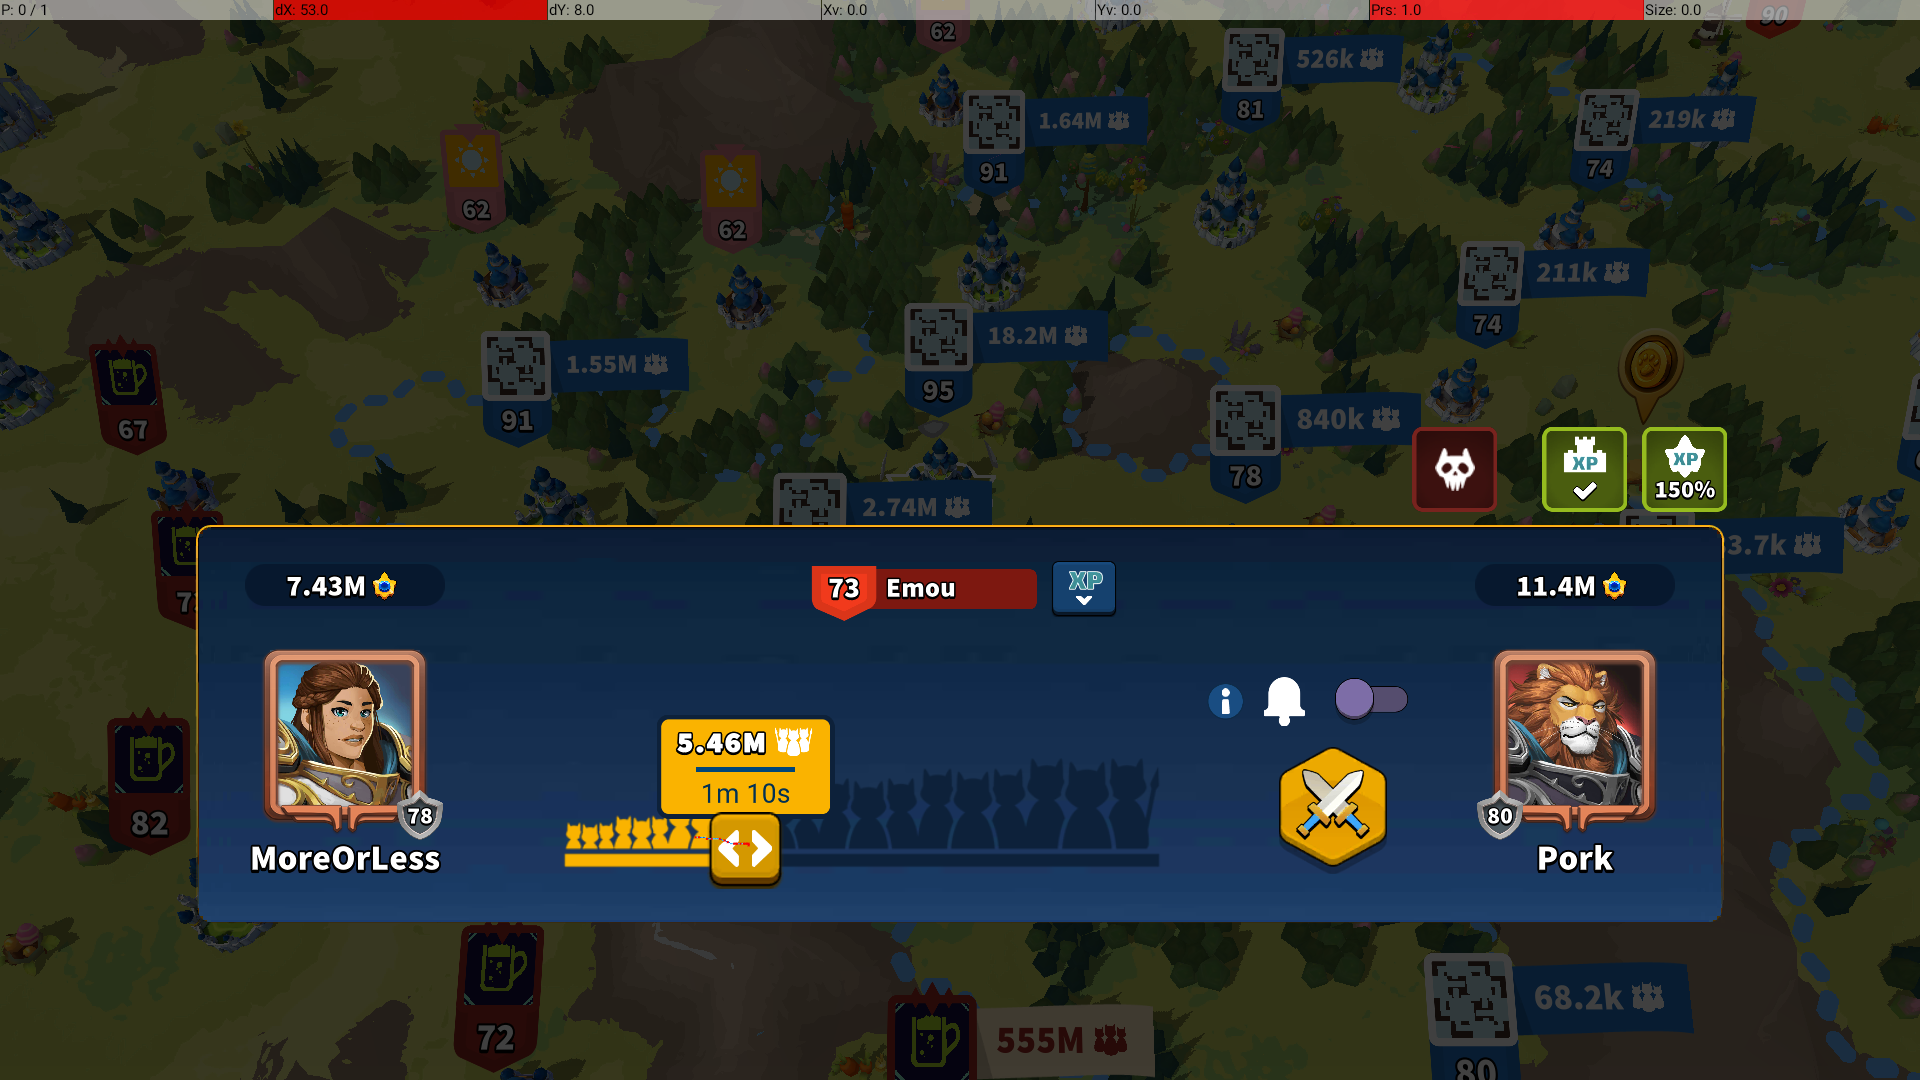 P: 0 / 1 dX: 53.0 dY: 8.0 Xv: 0.0 Yv: 0.0 Prs: 1.0 Size: 0.0
90
62
526k
81
1.64M
91
219k
74
62
62
211k
74
18.2M
95
1.55M
91
67
840k
78
XP
XP
150%
2.74M
3.7k
7.43M
73 Emou
XP
11.4M
5.46M
1m 10s
78
80
MoreOrLess
Pork
82
72
555M
68.2k
80